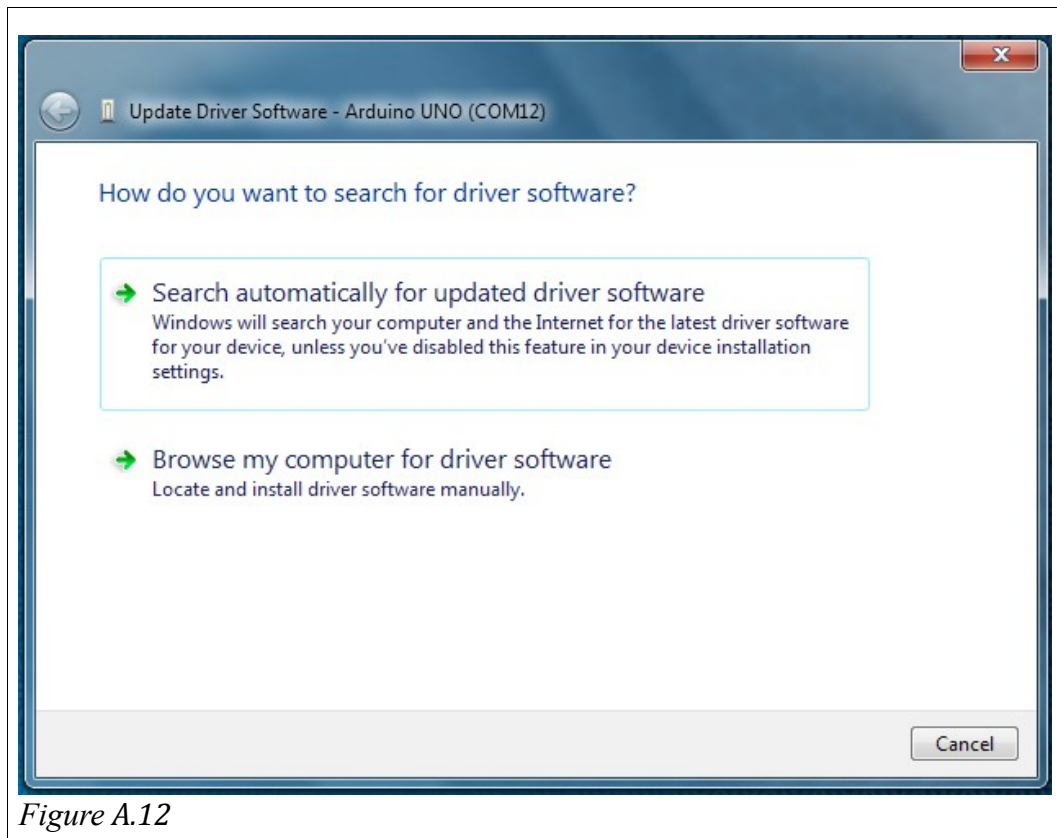 Update Driver Software - Arduino UNO (COM12)
How do you want to search for driver software?
Search automatically for updated driver software
Windows will search your computer and the Internet for the latest driver software
for your device, unless you've disabled this feature in your device installation
settings.
Browse my computer for driver software
Locate and install driver software manually.
Cancel
Figure A.12